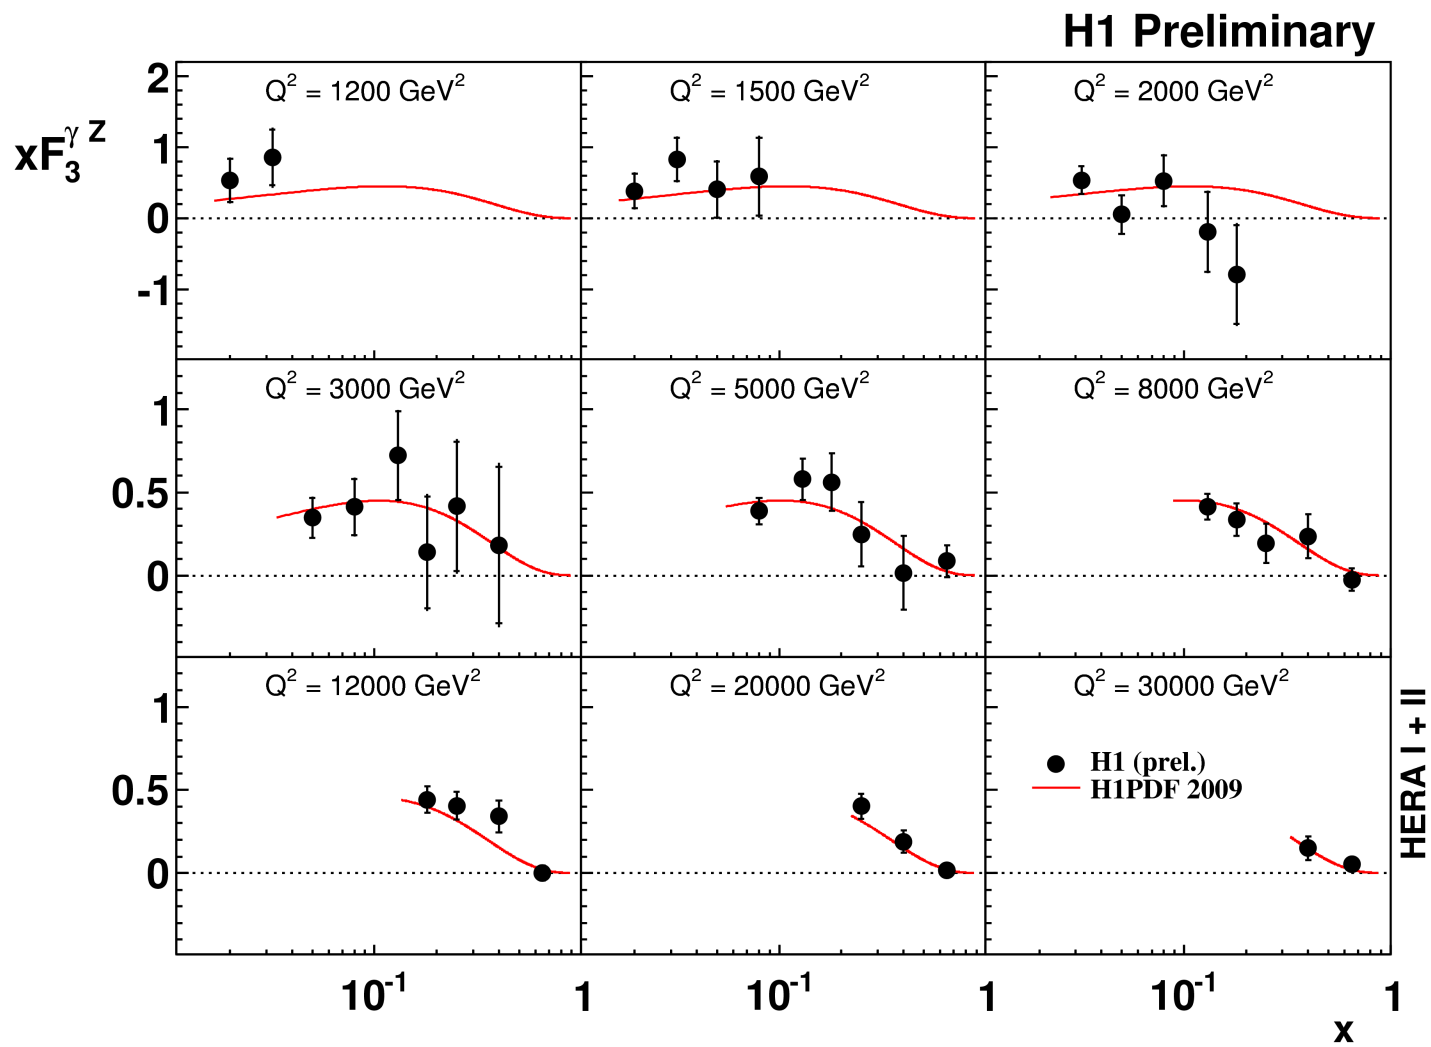 H1 Preliminary
xF₃^γ Z
2
1
0
-1
Q² = 1200 GeV²
Q² = 1500 GeV²
Q² = 2000 GeV²
1
0.5
0
Q² = 3000 GeV²
Q² = 5000 GeV²
Q² = 8000 GeV²
1
0.5
0
Q² = 12000 GeV²
Q² = 20000 GeV²
Q² = 30000 GeV²
H1 (prel.)
H1PDF 2009
HERA I + II
10⁻¹ 1 10⁻¹ 1 10⁻¹ 1
x